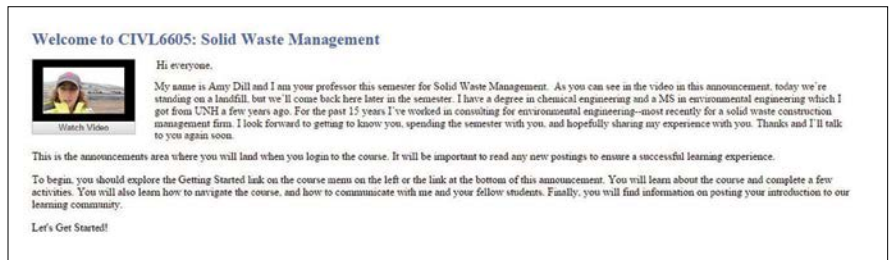 Welcome to CIVL6605: Solid Waste Management
Hi everyone,
My name is Amy Dill and I am your professor this semester for Solid Waste Management. As you can see in the video in this announcement, today we're
standing on a landfill, but we'll come back here later in the semester. I have a degree in chemical engineering and a MS in environmental engineering which I
got from UNH a few years ago. For the past 15 years I've worked in consulting for environmental engineering--most recently for a solid waste construction
management firm. I look forward to getting to know you, spending the semester with you, and hopefully sharing my experience with you. Thanks and I'll talk
to you again soon.
Watch Video
This is the announcements area where you will land when you login to the course. It will be important to read any new postings to ensure a successful learning experience.
To begin, you should explore the Getting Started link on the course menu on the left or the link at the bottom of this announcement. You will learn about the course and complete a few
activities. You will also learn how to navigate the course, and how to communicate with me and your fellow students. Finally, you will find information on posting your introduction to our
learning community.
Let's Get Started!